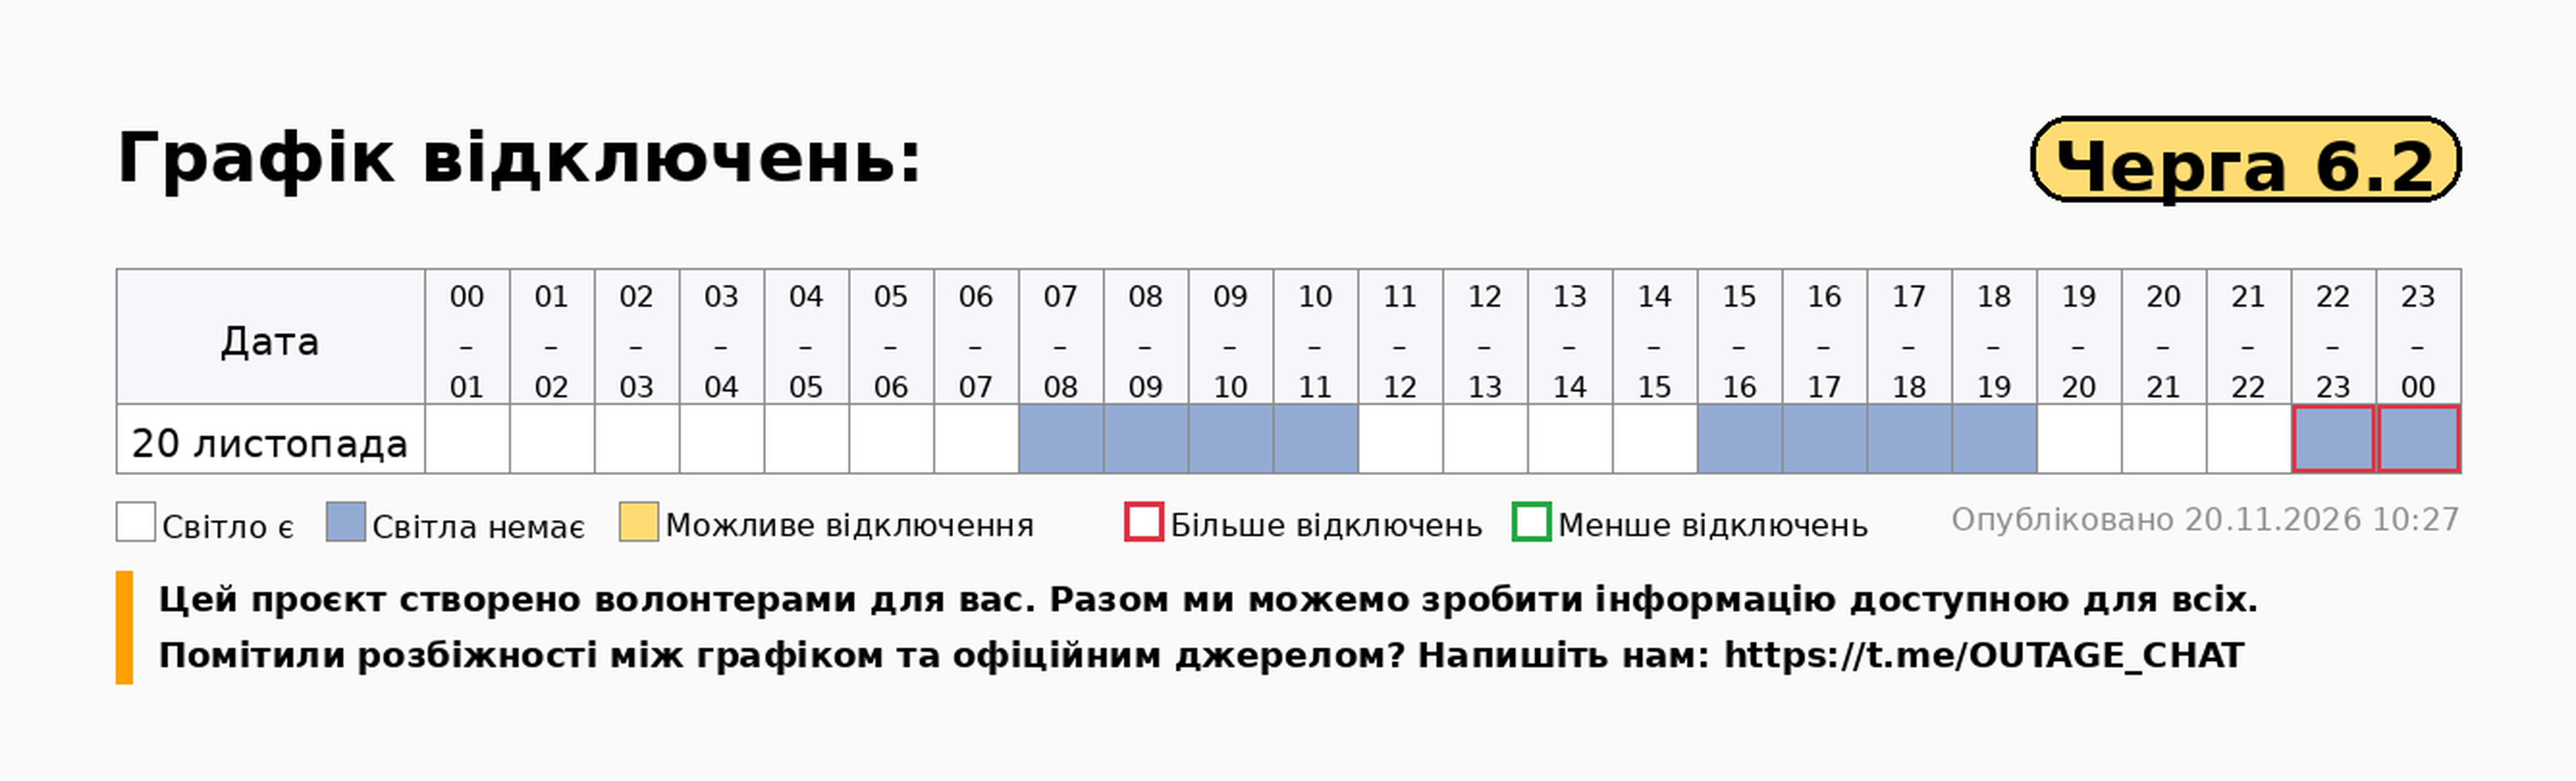 Графік відключень:
Черга 6.2
Дата
00 – 01
01 – 02
02 – 03
03 – 04
04 – 05
05 – 06
06 – 07
07 – 08
08 – 09
09 – 10
10 – 11
11 – 12
12 – 13
13 – 14
14 – 15
15 – 16
16 – 17
17 – 18
18 – 19
19 – 20
20 – 21
21 – 22
22 – 23
23 – 00
20 листопада
Світло є
Світла немає
Можливе відключення
Більше відключень
Менше відключень
Опубліковано 20.11.2026 10:27
Цей проєкт створено волонтерами для вас. Разом ми можемо зробити інформацію доступною для всіх.
Помітили розбіжності між графіком та офіційним джерелом? Напишіть нам: https://t.me/OUTAGE_CHAT